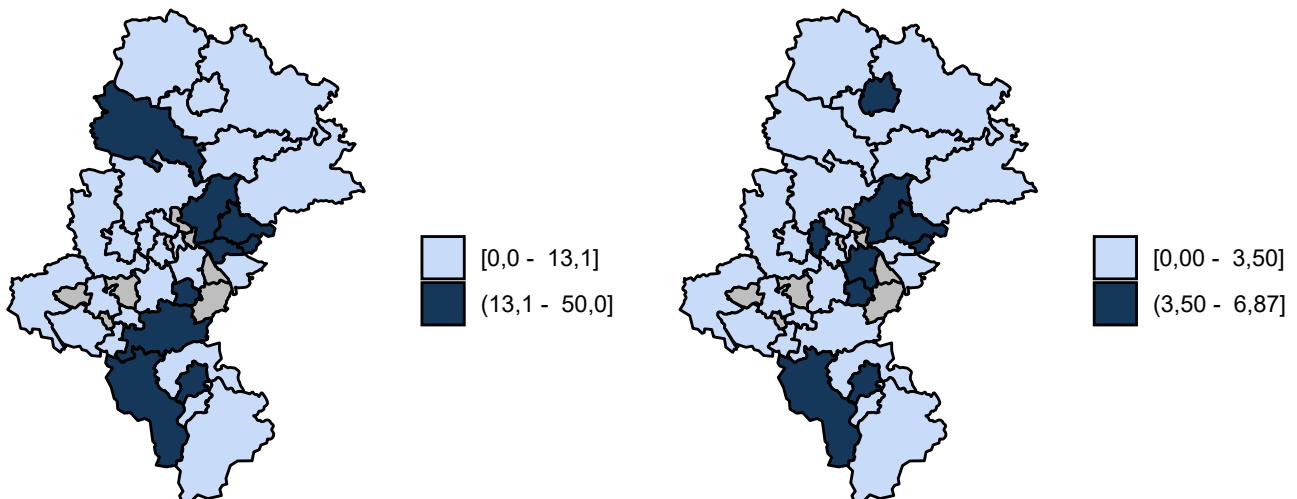 [0,0 - 13,1]
(13,1 - 50,0]
[0,00 - 3,50]
(3,50 - 6,87]